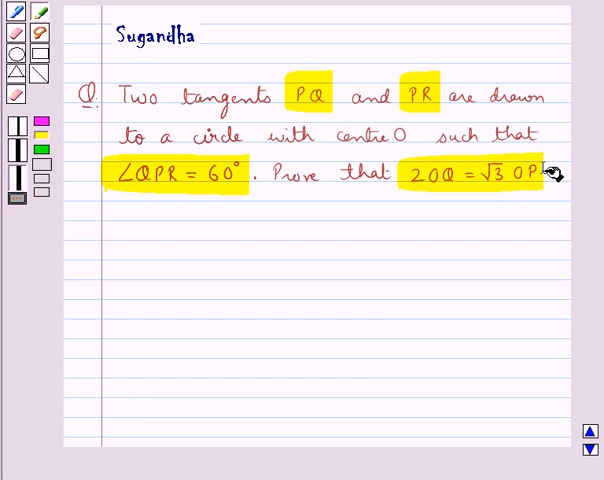 Sugandha
Q. Two tangents PQ and PR are drawn
to a circle with centre O such that
∠QPR = 60°. Prove that 2OQ = √3 OP